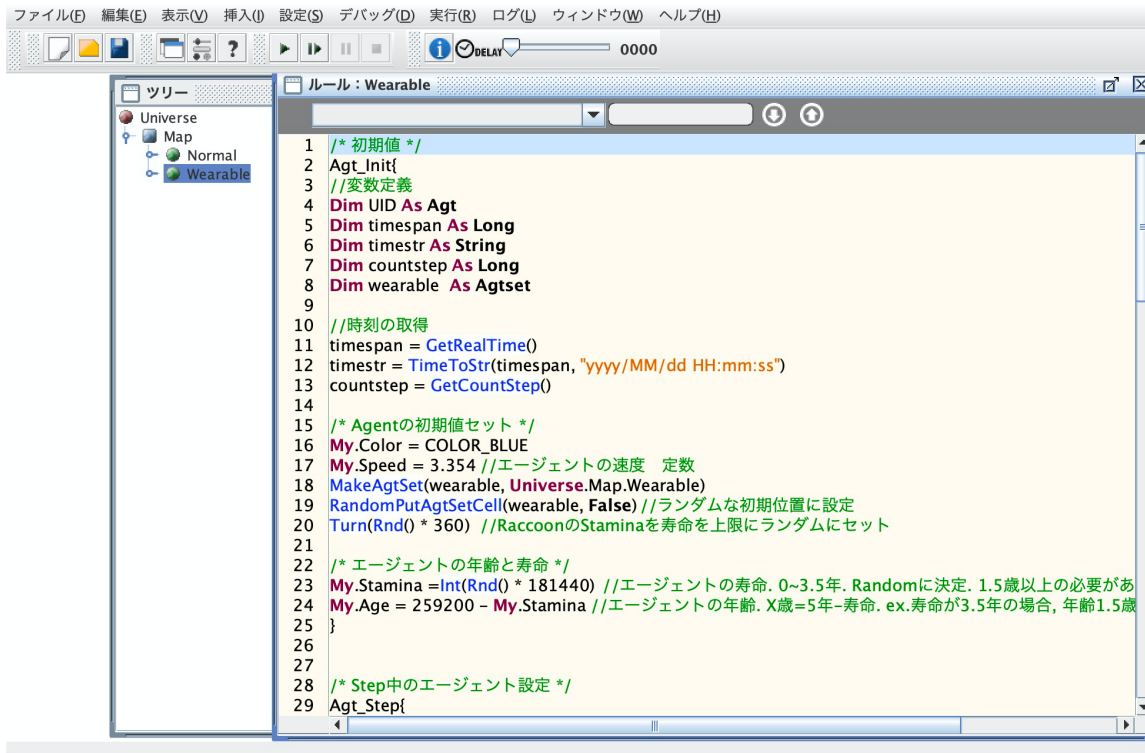 ファイル(F) 編集(E) 表示(V) 挿入(I) 設定(S) デバッグ(D) 実行(R) ログ(L) ウィンドウ(W) ヘルプ(H)
? i DELAY 0000
ツリー
Universe
Map
Normal
Wearable
ルール：Wearable
1 /* 初期値 */
2 Agt_Init{
3 //変数定義
4 Dim UID As Agt
5 Dim timespan As Long
6 Dim timestr As String
7 Dim countstep As Long
8 Dim wearable  As Agtset
9
10 //時刻の取得
11 timespan = GetRealTime()
12 timestr = TimeToStr(timespan, "yyyy/MM/dd HH:mm:ss")
13 countstep = GetCountStep()
14
15 /* Agentの初期値セット */
16 My.Color = COLOR_BLUE
17 My.Speed = 3.354 //エージェントの速度　定数
18 MakeAgtSet(wearable, Universe.Map.Wearable)
19 RandomPutAgtSetCell(wearable, False) //ランダムな初期位置に設定
20 Turn(Rnd() * 360)  //RaccoonのStaminaを寿命を上限にランダムにセット
21
22 /* エージェントの年齢と寿命 */
23 My.Stamina =Int(Rnd() * 181440) //エージェントの寿命. 0~3.5年. Randomに決定. 1.5歳以上の必要があ
24 My.Age = 259200 - My.Stamina //エージェントの年齢. X歳=5年-寿命. ex.寿命が3.5年の場合, 年齢1.5歳
25 }
26
27
28 /* Step中のエージェント設定 */
29 Agt_Step{